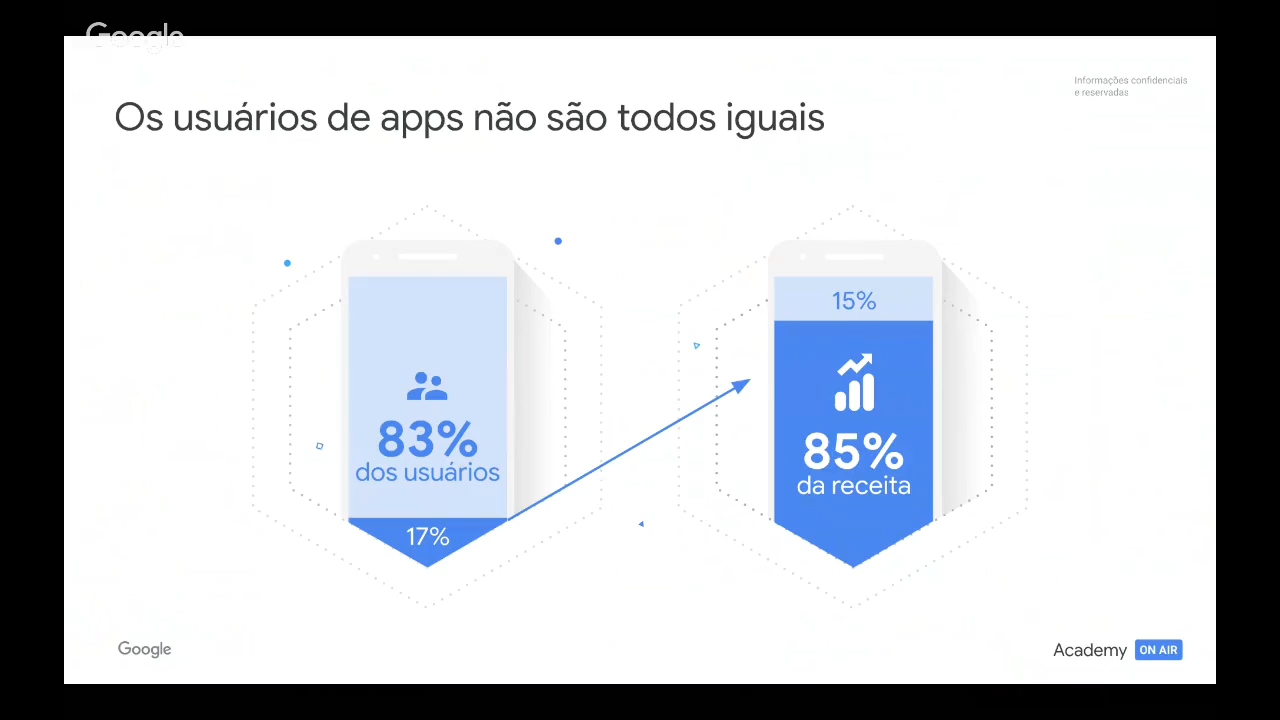 Google
Informações confidenciais
e reservadas
Os usuários de apps não são todos iguais
83%
dos usuários
17%
15%
85%
da receita
Google
Academy ON AIR